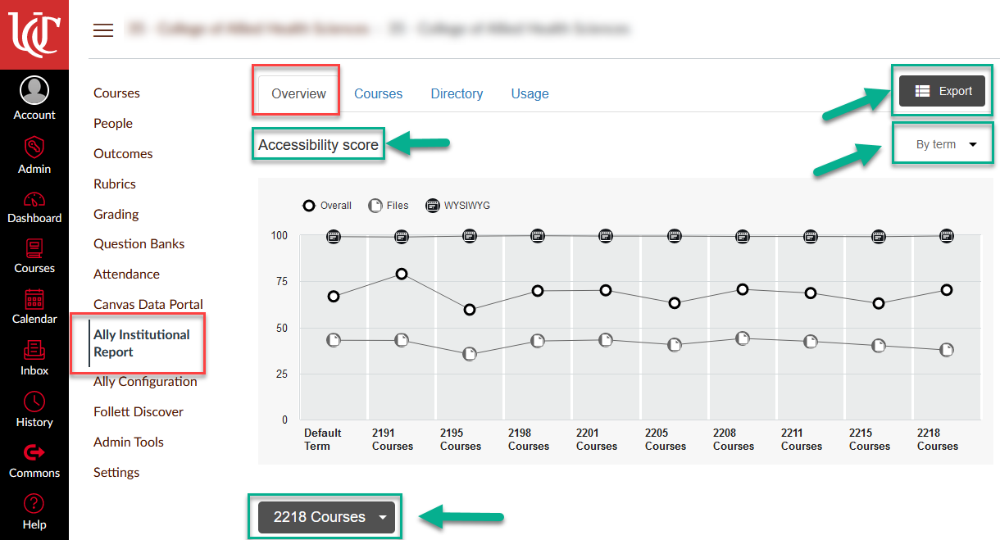 UC
Account
Admin
Dashboard
Courses
Calendar
Inbox
History
Commons
Help
Courses
People
Outcomes
Rubrics
Grading
Question Banks
Attendance
Canvas Data Portal
Ally Institutional
Report
Ally Configuration
Follett Discover
Admin Tools
Settings
Overview Courses Directory Usage
Export
Accessibility score
By term
Overall Files WYSIWYG
100
75
50
25
0
Default 2191 2195 2198 2201 2205 2208 2211 2215 2218
Term Courses Courses Courses Courses Courses Courses Courses Courses Courses
2218 Courses